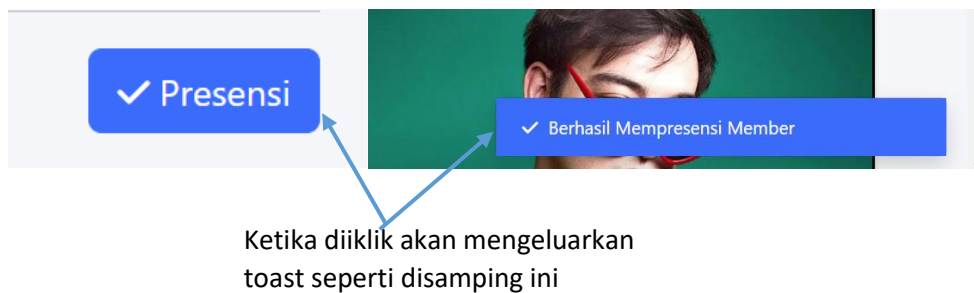 Presensi
Berhasil Mempresensi Member
Ketika diiklik akan mengeluarkan
toast seperti disamping ini